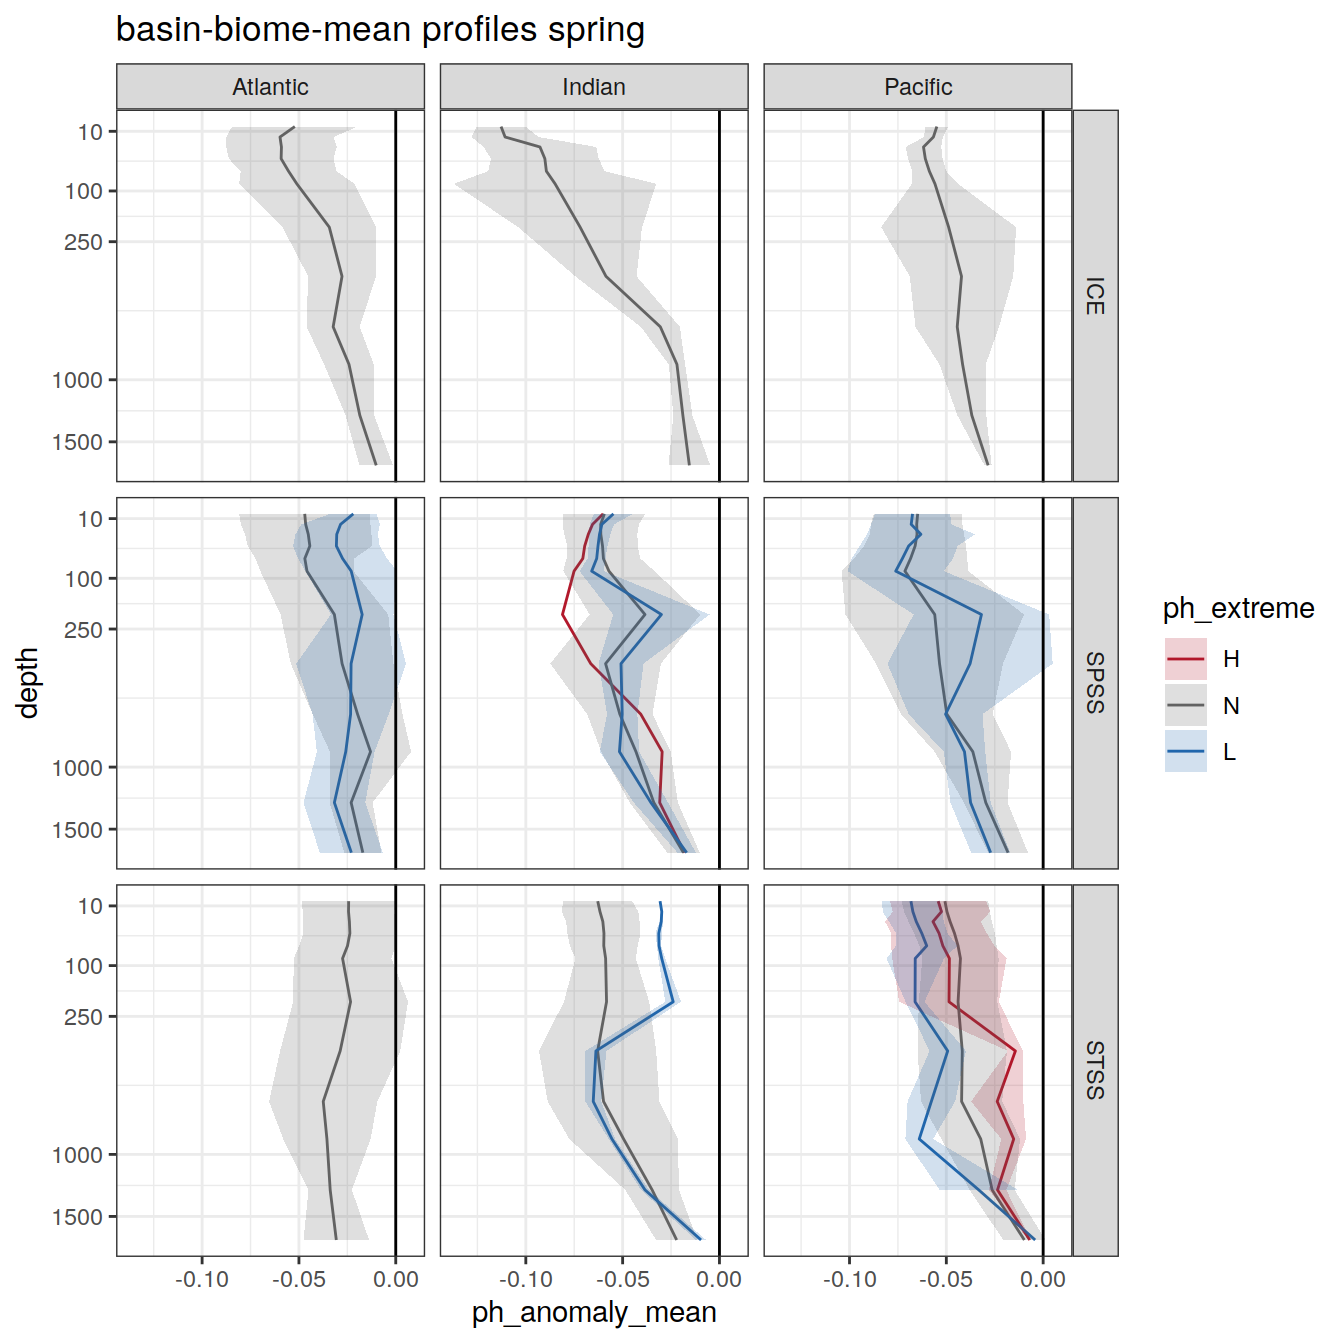 basin-biome-mean profiles spring
Atlantic Indian Pacific
10
100
250
1000
1500
ICE
10
100
250
1000
1500
SPSS
10
100
250
1000
1500
STSS
depth
-0.10 -0.05 0.00 -0.10 -0.05 0.00 -0.10 -0.05 0.00
ph_anomaly_mean
ph_extreme
H
N
L